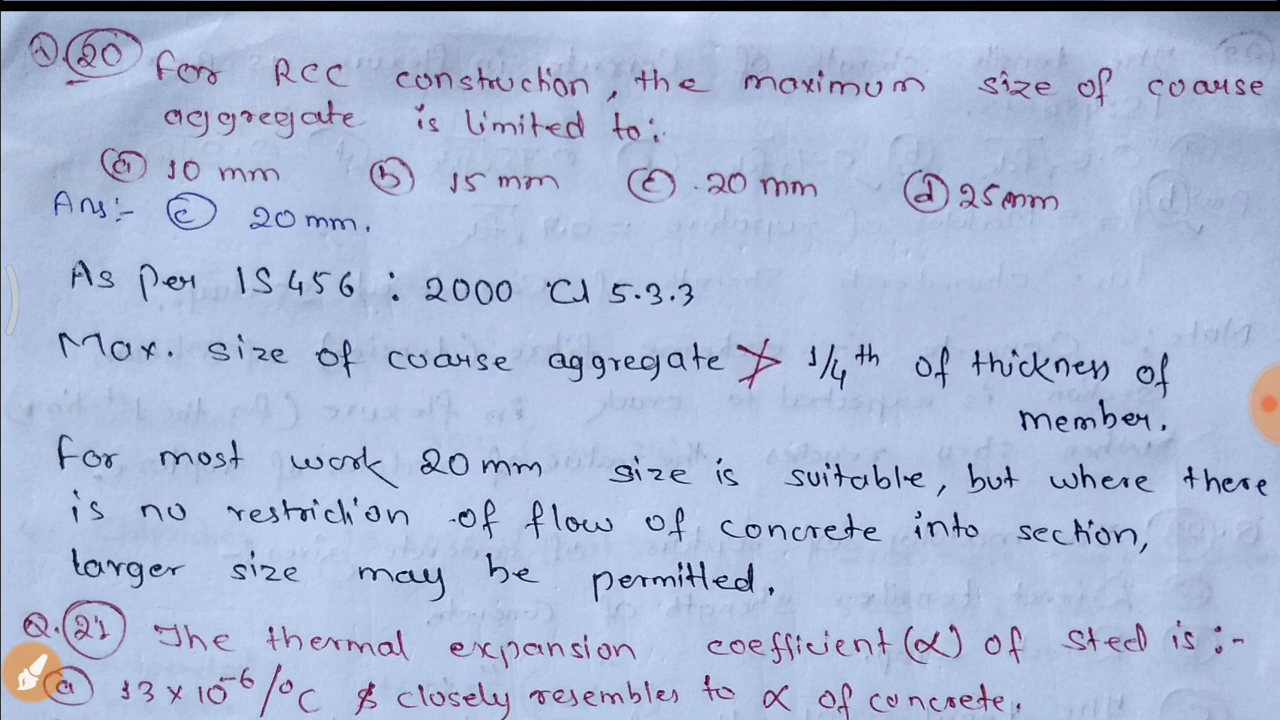 Q.20 For RCC construction, the maximum size of coarse
aggregate is limited to:
(a) 10 mm (b) 15 mm (c) 20 mm (d) 25mm
Ans:- (c) 20 mm.
As per IS 456 : 2000 Cl 5.3.3
Max. size of coarse aggregate ≯ 1/4th of thickness of
member.
For most work 20 mm size is suitable, but where there
is no restriction of flow of concrete into section,
larger size may be permitted.
Q.21 The thermal expansion coefficient (α) of steel is:-
(a) 13 × 10⁻⁶/°C & closely resembles to α of concrete.